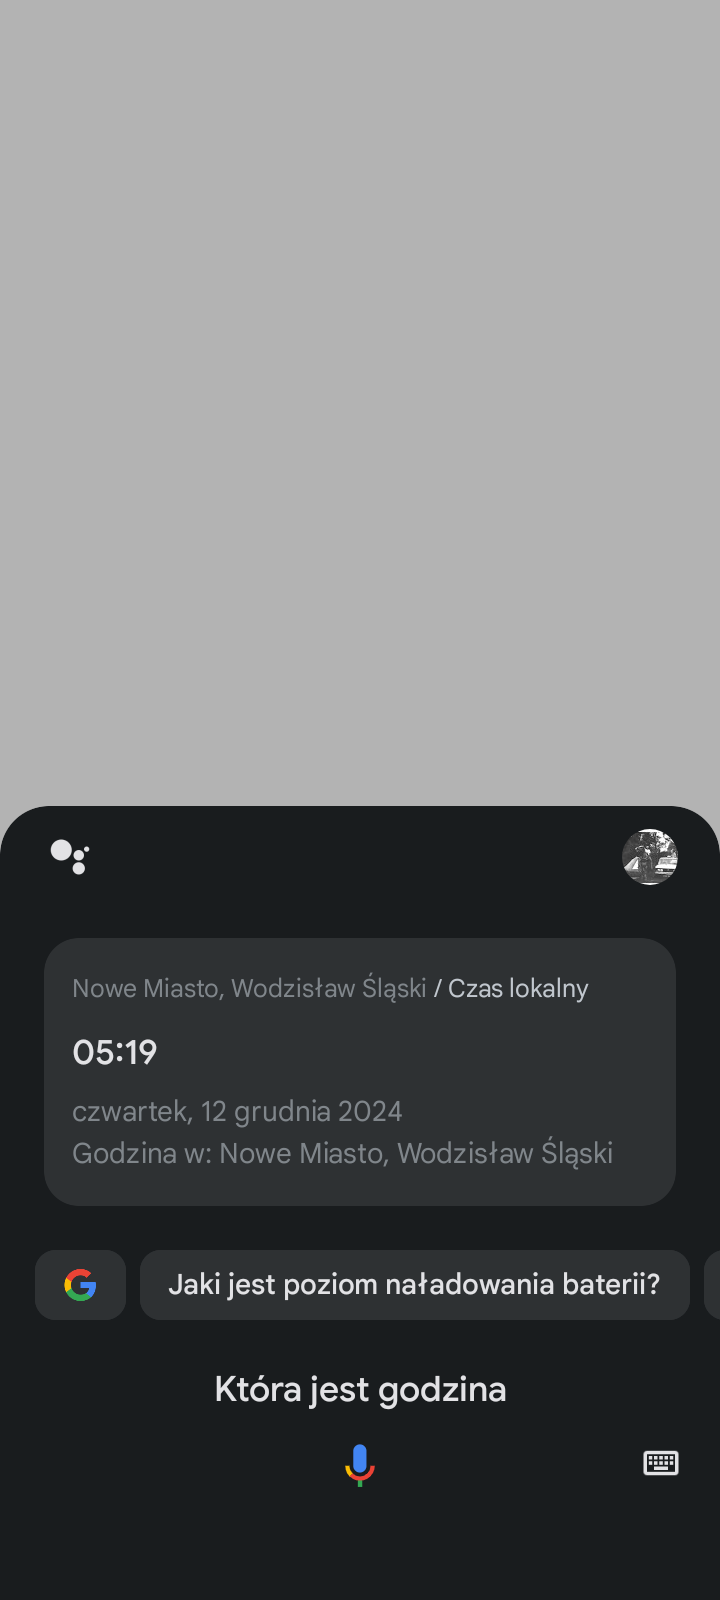 Nowe Miasto, Wodzisław Śląski / Czas lokalny
05:19
czwartek, 12 grudnia 2024
Godzina w: Nowe Miasto, Wodzisław Śląski
Jaki jest poziom naładowania baterii?
Która jest godzina